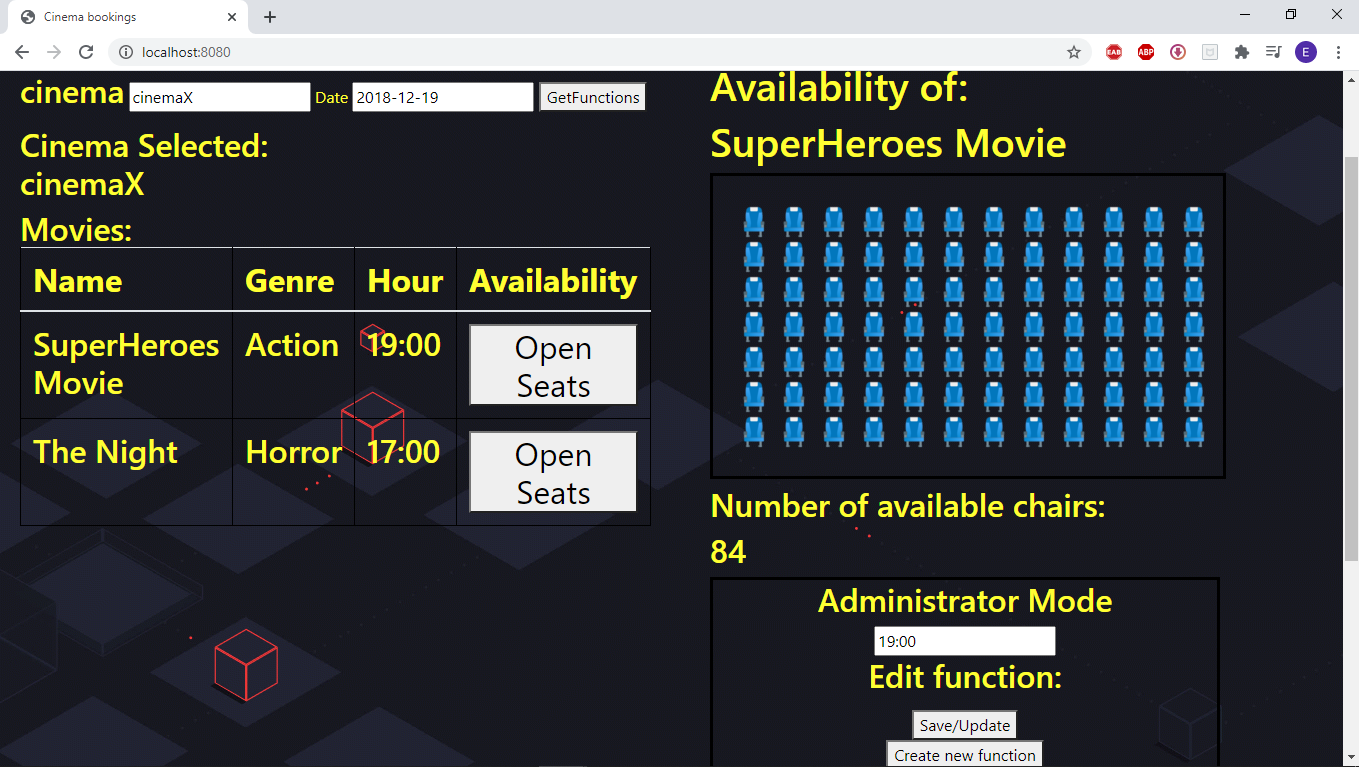 Cinema bookings
localhost:8080
EAB
ABP
E
cinema cinemaX Date 2018-12-19 GetFunctions
Cinema Selected:
cinemaX
Movies:
Name Genre Hour Availability
SuperHeroes Movie Action 19:00 Open Seats
The Night Horror 17:00 Open Seats
Availability of:
SuperHeroes Movie
Number of available chairs:
84
Administrator Mode
19:00
Edit function:
Save/Update
Create new function